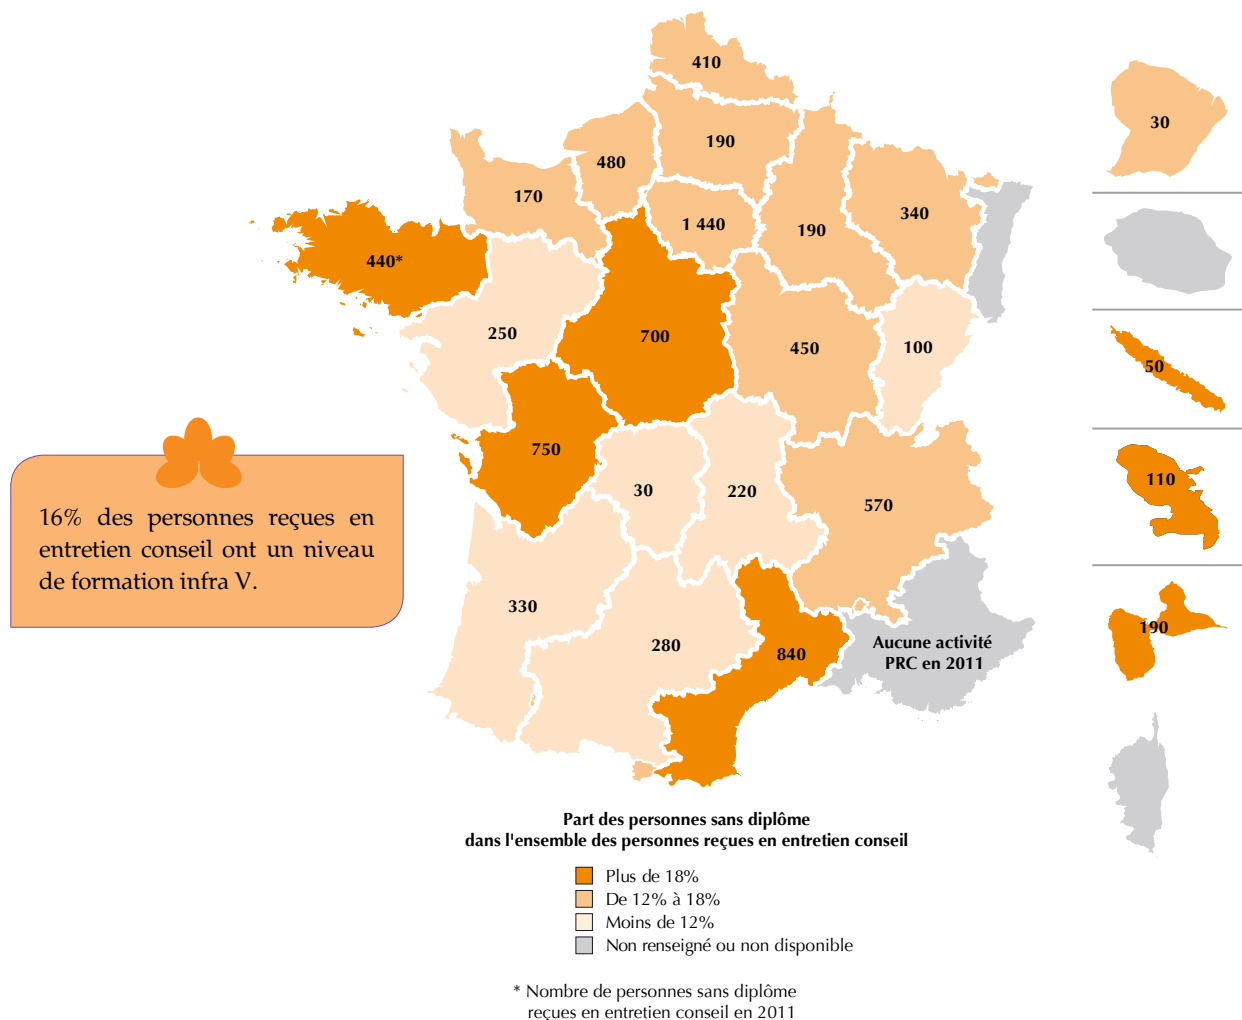 410
30
190
480
170
340
1 440
190
440*
250
700
450
100
50
750
30
220
570
110
16% des personnes reçues en
entretien conseil ont un niveau
de formation infra V.
330
280
840
Aucune activité
PRC en 2011
190
Part des personnes sans diplôme
dans l'ensemble des personnes reçues en entretien conseil
Plus de 18%
De 12% à 18%
Moins de 12%
Non renseigné ou non disponible
* Nombre de personnes sans diplôme
reçues en entretien conseil en 2011